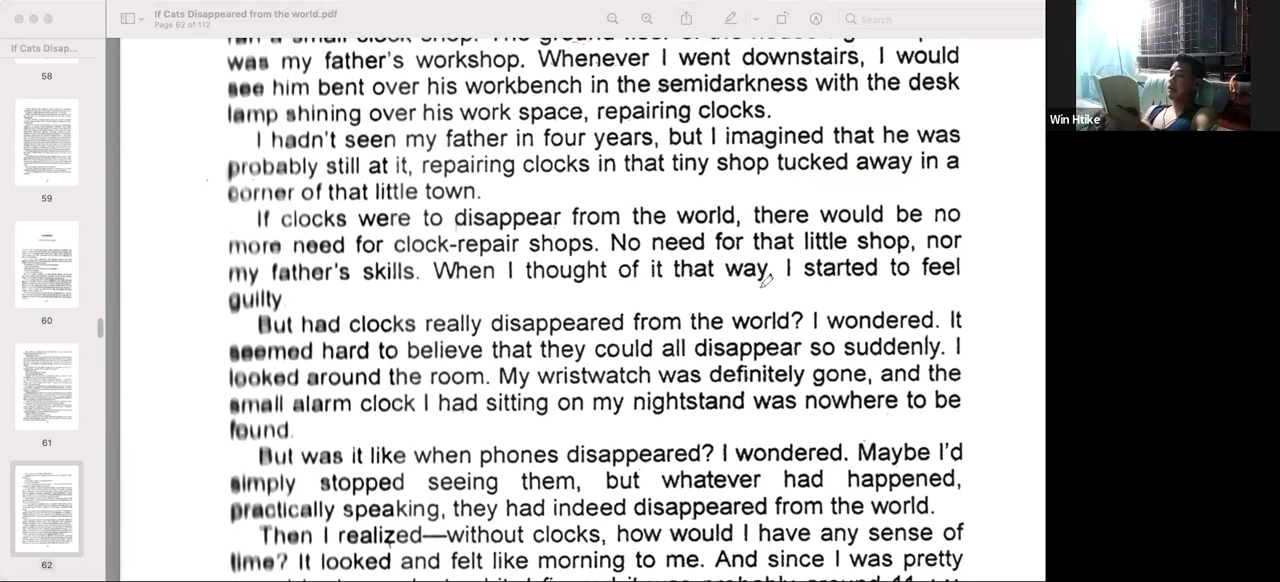 If Cats Disappeared from the world.pdf
Page 62 of 112
Search
If Cats Disap...
58
59
60
61
62
was my father's workshop. Whenever I went downstairs, I would
see him bent over his workbench in the semidarkness with the desk
lamp shining over his work space, repairing clocks.
I hadn't seen my father in four years, but I imagined that he was
probably still at it, repairing clocks in that tiny shop tucked away in a
corner of that little town.
If clocks were to disappear from the world, there would be no
more need for clock-repair shops. No need for that little shop, nor
my father's skills. When I thought of it that way, I started to feel
guilty
But had clocks really disappeared from the world? I wondered. It
seemed hard to believe that they could all disappear so suddenly. I
looked around the room. My wristwatch was definitely gone, and the
small alarm clock I had sitting on my nightstand was nowhere to be
found.
But was it like when phones disappeared? I wondered. Maybe I'd
simply stopped seeing them, but whatever had happened,
practically speaking, they had indeed disappeared from the world.
Then I realized—without clocks, how would I have any sense of
time? It looked and felt like morning to me. And since I was pretty
Win Htike